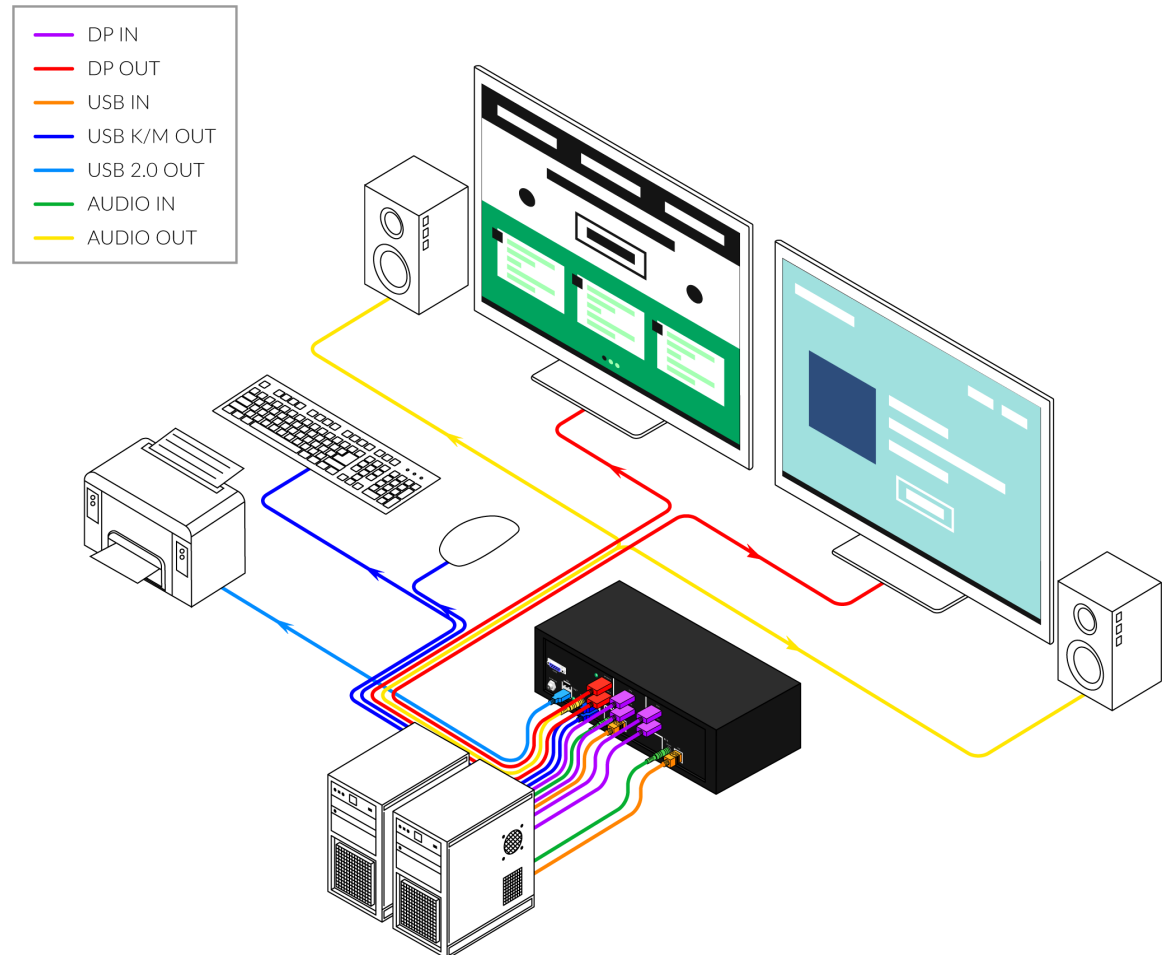 DP IN
DP OUT
USB IN
USB K/M OUT
USB 2.0 OUT
AUDIO IN
AUDIO OUT